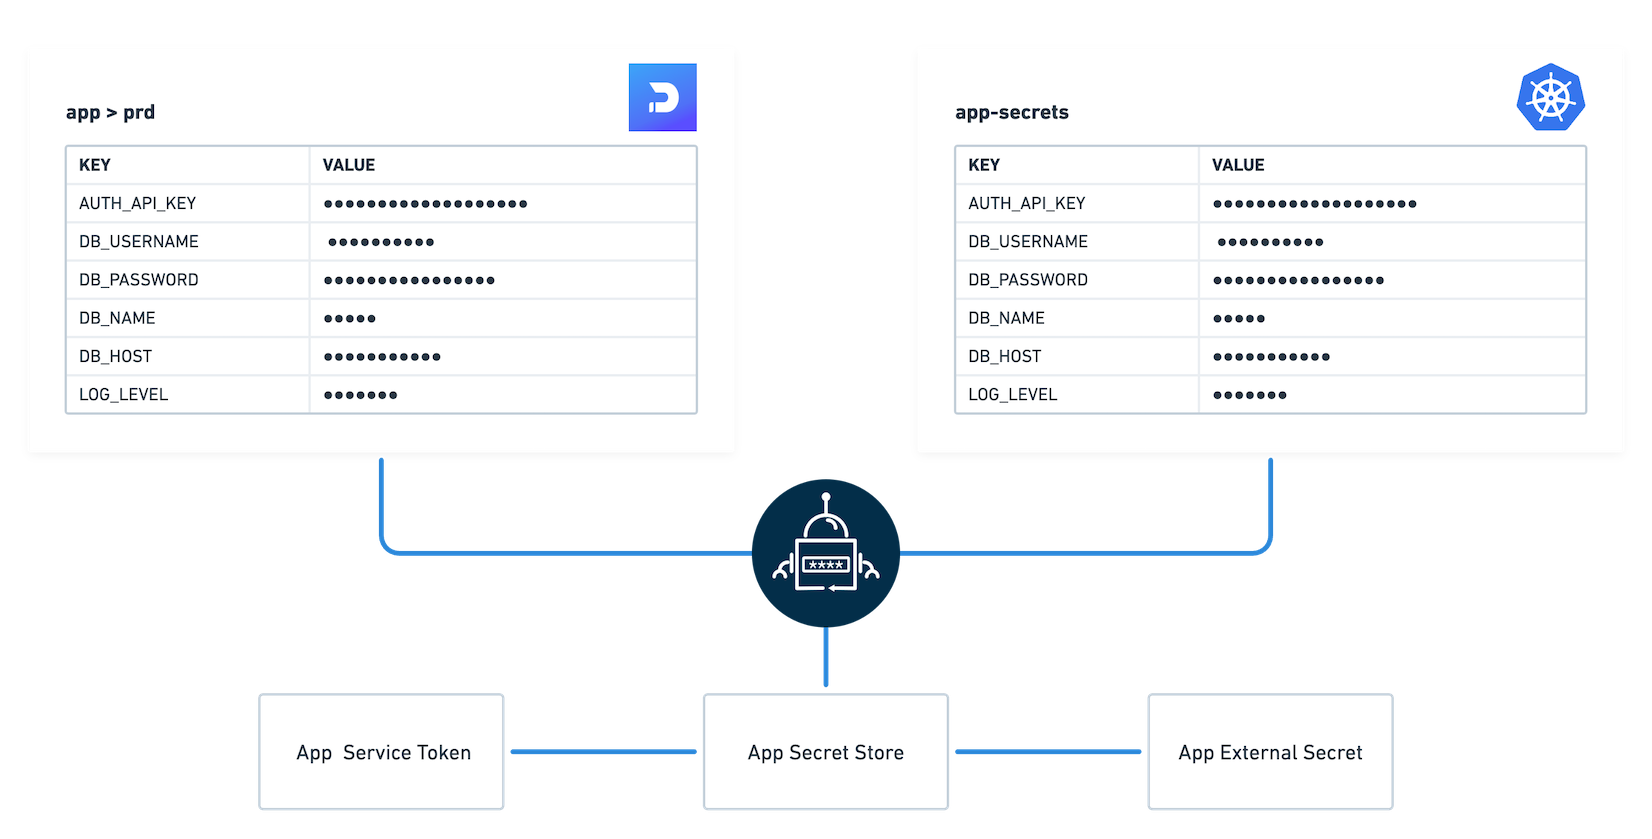 app > prd
KEY VALUE
AUTH_API_KEY ●●●●●●●●●●●●●●●●●●●
DB_USERNAME ●●●●●●●●●●
DB_PASSWORD ●●●●●●●●●●●●●●●●
DB_NAME ●●●●●
DB_HOST ●●●●●●●●●●●
LOG_LEVEL ●●●●●●●
app-secrets
KEY VALUE
AUTH_API_KEY ●●●●●●●●●●●●●●●●●●●
DB_USERNAME ●●●●●●●●●●
DB_PASSWORD ●●●●●●●●●●●●●●●●
DB_NAME ●●●●●
DB_HOST ●●●●●●●●●●●
LOG_LEVEL ●●●●●●●
****
App Service Token
App Secret Store
App External Secret